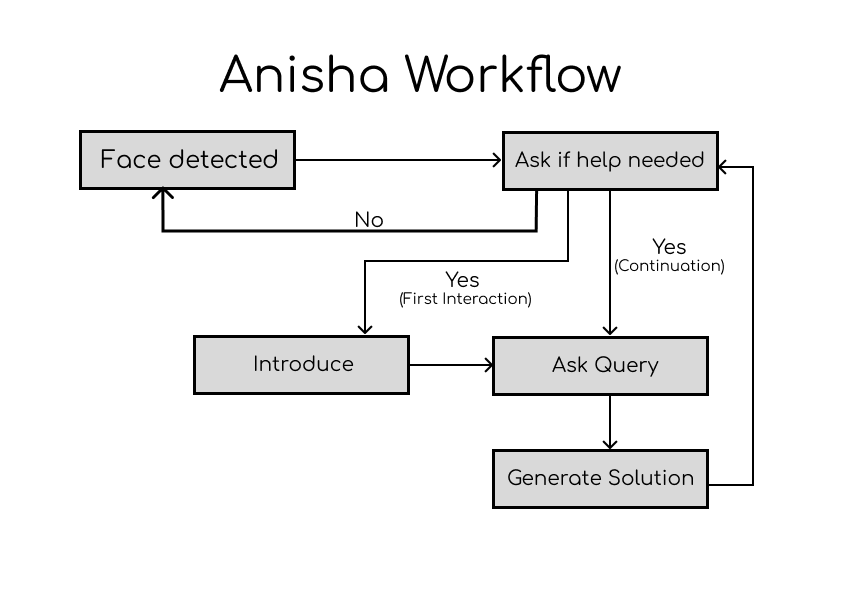 Anisha Workflow
Face detected
Ask if help needed
No
Yes
(Continuation)
Yes
(First Interaction)
Introduce
Ask Query
Generate Solution